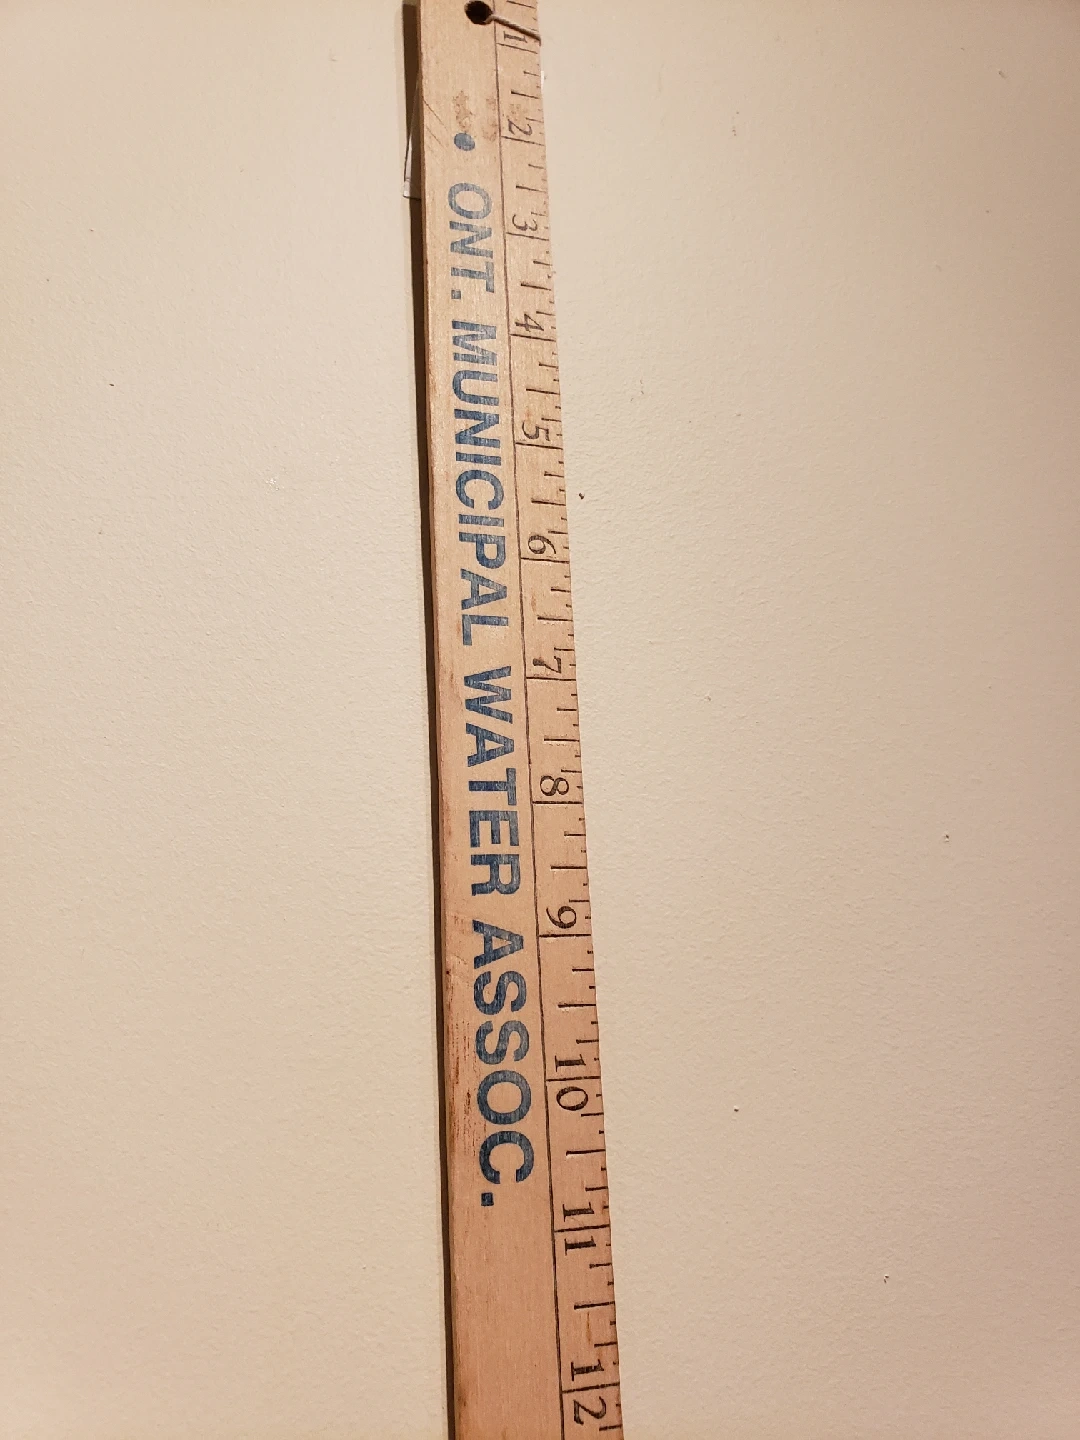 • ONT. MUNICIPAL WATER ASSOC.
1 2 3 4 5 6 7 8 9 10 11 12